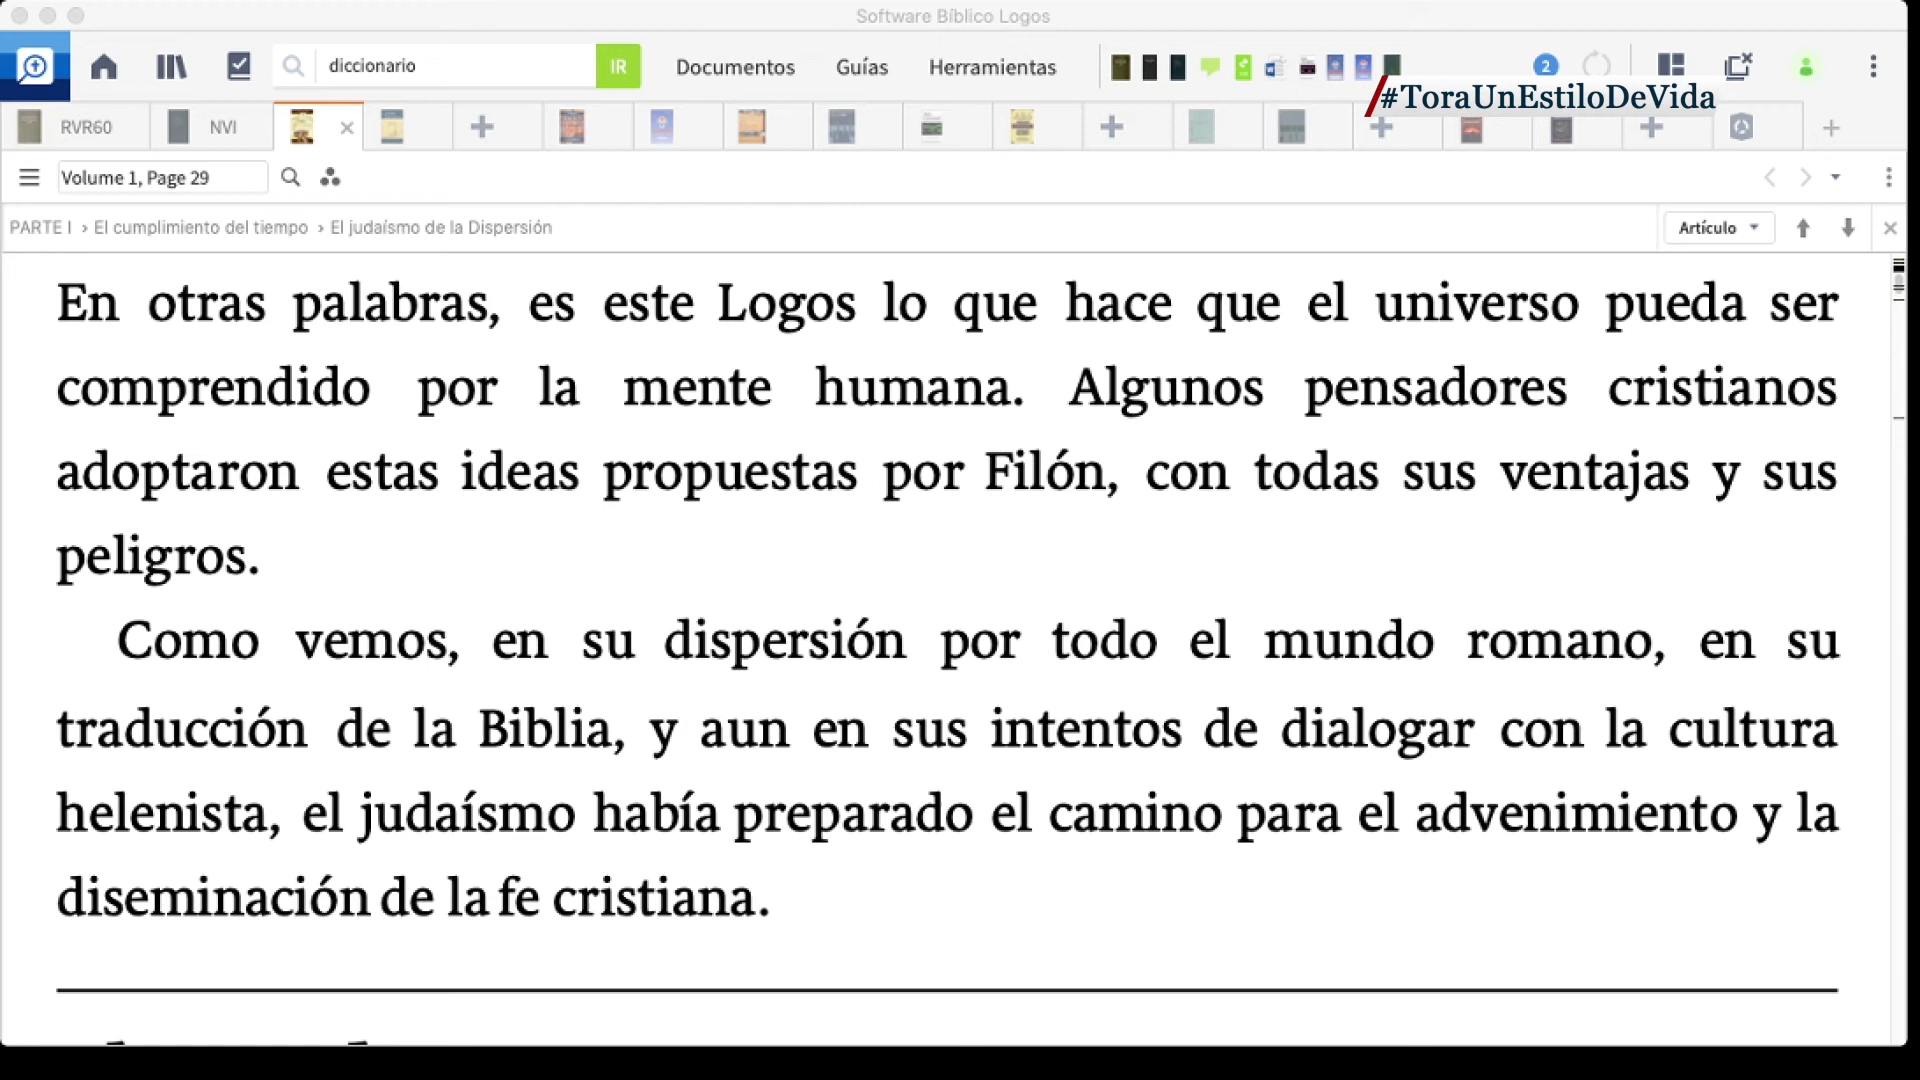 Software Bíblico Logos
diccionario
IR
Documentos
Guías
Herramientas
2
#ToraUnEstiloDeVida
RVR60
NVI
Volume 1, Page 29
PARTE I › El cumplimiento del tiempo › El judaísmo de la Dispersión
Artículo
En otras palabras, es este Logos lo que hace que el universo pueda ser
comprendido por la mente humana. Algunos pensadores cristianos
adoptaron estas ideas propuestas por Filón, con todas sus ventajas y sus
peligros.
Como vemos, en su dispersión por todo el mundo romano, en su
traducción de la Biblia, y aun en sus intentos de dialogar con la cultura
helenista, el judaísmo había preparado el camino para el advenimiento y la
diseminación de la fe cristiana.